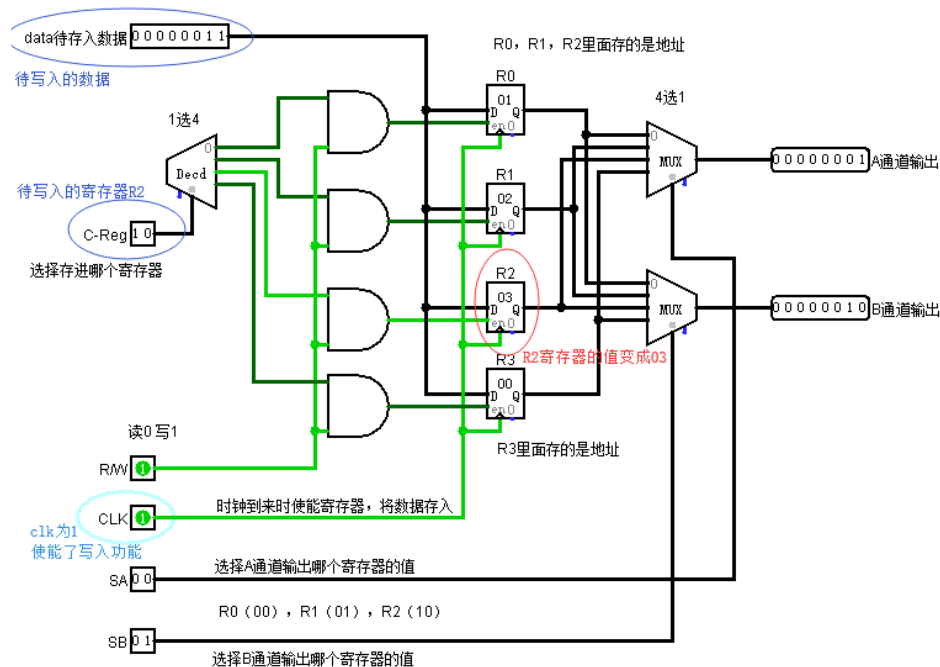 data待存入数据 00000011
待写入的数据
R0，R1，R2里面存的是地址
R0
01
D Q
en 0
1选4
4选1
0
Decd
0
MUX
00000001 A通道输出
待写入的寄存器R2
R1
02
D Q
en 0
C-Reg 10
选择存进哪个寄存器
R2
03
D Q
en 0
0
MUX
00000010 B通道输出
R2寄存器的值变成03
R3
00
D Q
en 0
读0 写1
R/W 1
R3里面存的是地址
时钟到来时使能寄存器，将数据存入
CLK 1
clk为1
使能了写入功能
选择A通道输出哪个寄存器的值
SA 00
R0（00），R1（01），R2（10）
SB 01
选择B通道输出哪个寄存器的值